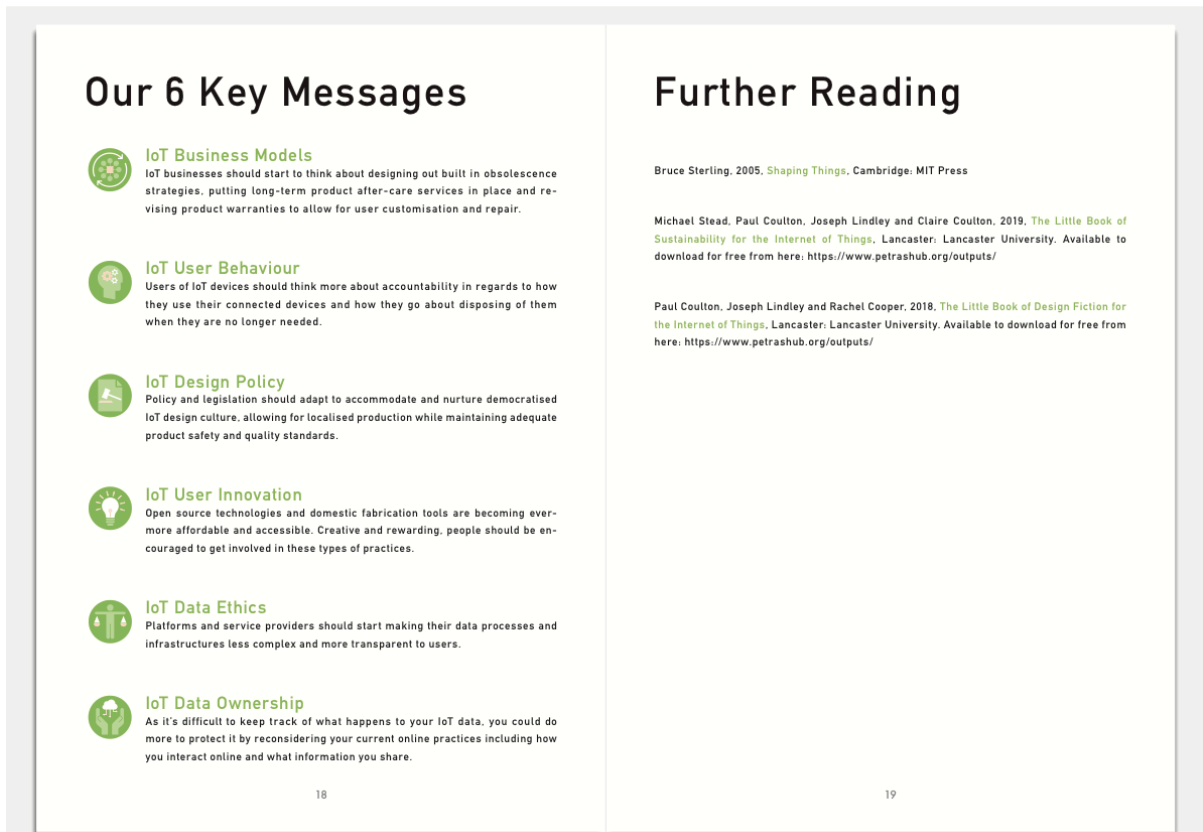 Our 6 Key Messages
IoT Business Models
IoT businesses should start to think about designing out built in obsolescence
strategies, putting long-term product after-care services in place and re-
vising product warranties to allow for user customisation and repair.
IoT User Behaviour
Users of IoT devices should think more about accountability in regards to how
they use their connected devices and how they go about disposing of them
when they are no longer needed.
IoT Design Policy
Policy and legislation should adapt to accommodate and nurture democratised
IoT design culture, allowing for localised production while maintaining adequate
product safety and quality standards.
IoT User Innovation
Open source technologies and domestic fabrication tools are becoming ever-
more affordable and accessible. Creative and rewarding, people should be en-
couraged to get involved in these types of practices.
IoT Data Ethics
Platforms and service providers should start making their data processes and
infrastructures less complex and more transparent to users.
IoT Data Ownership
As it's difficult to keep track of what happens to your IoT data, you could do
more to protect it by reconsidering your current online practices including how
you interact online and what information you share.
18
Further Reading
Bruce Sterling, 2005, Shaping Things, Cambridge: MIT Press
Michael Stead, Paul Coulton, Joseph Lindley and Claire Coulton, 2019, The Little Book of
Sustainability for the Internet of Things, Lancaster: Lancaster University. Available to
download for free from here: https://www.petrashub.org/outputs/
Paul Coulton, Joseph Lindley and Rachel Cooper, 2018, The Little Book of Design Fiction for
the Internet of Things, Lancaster: Lancaster University. Available to download for free from
here: https://www.petrashub.org/outputs/
19